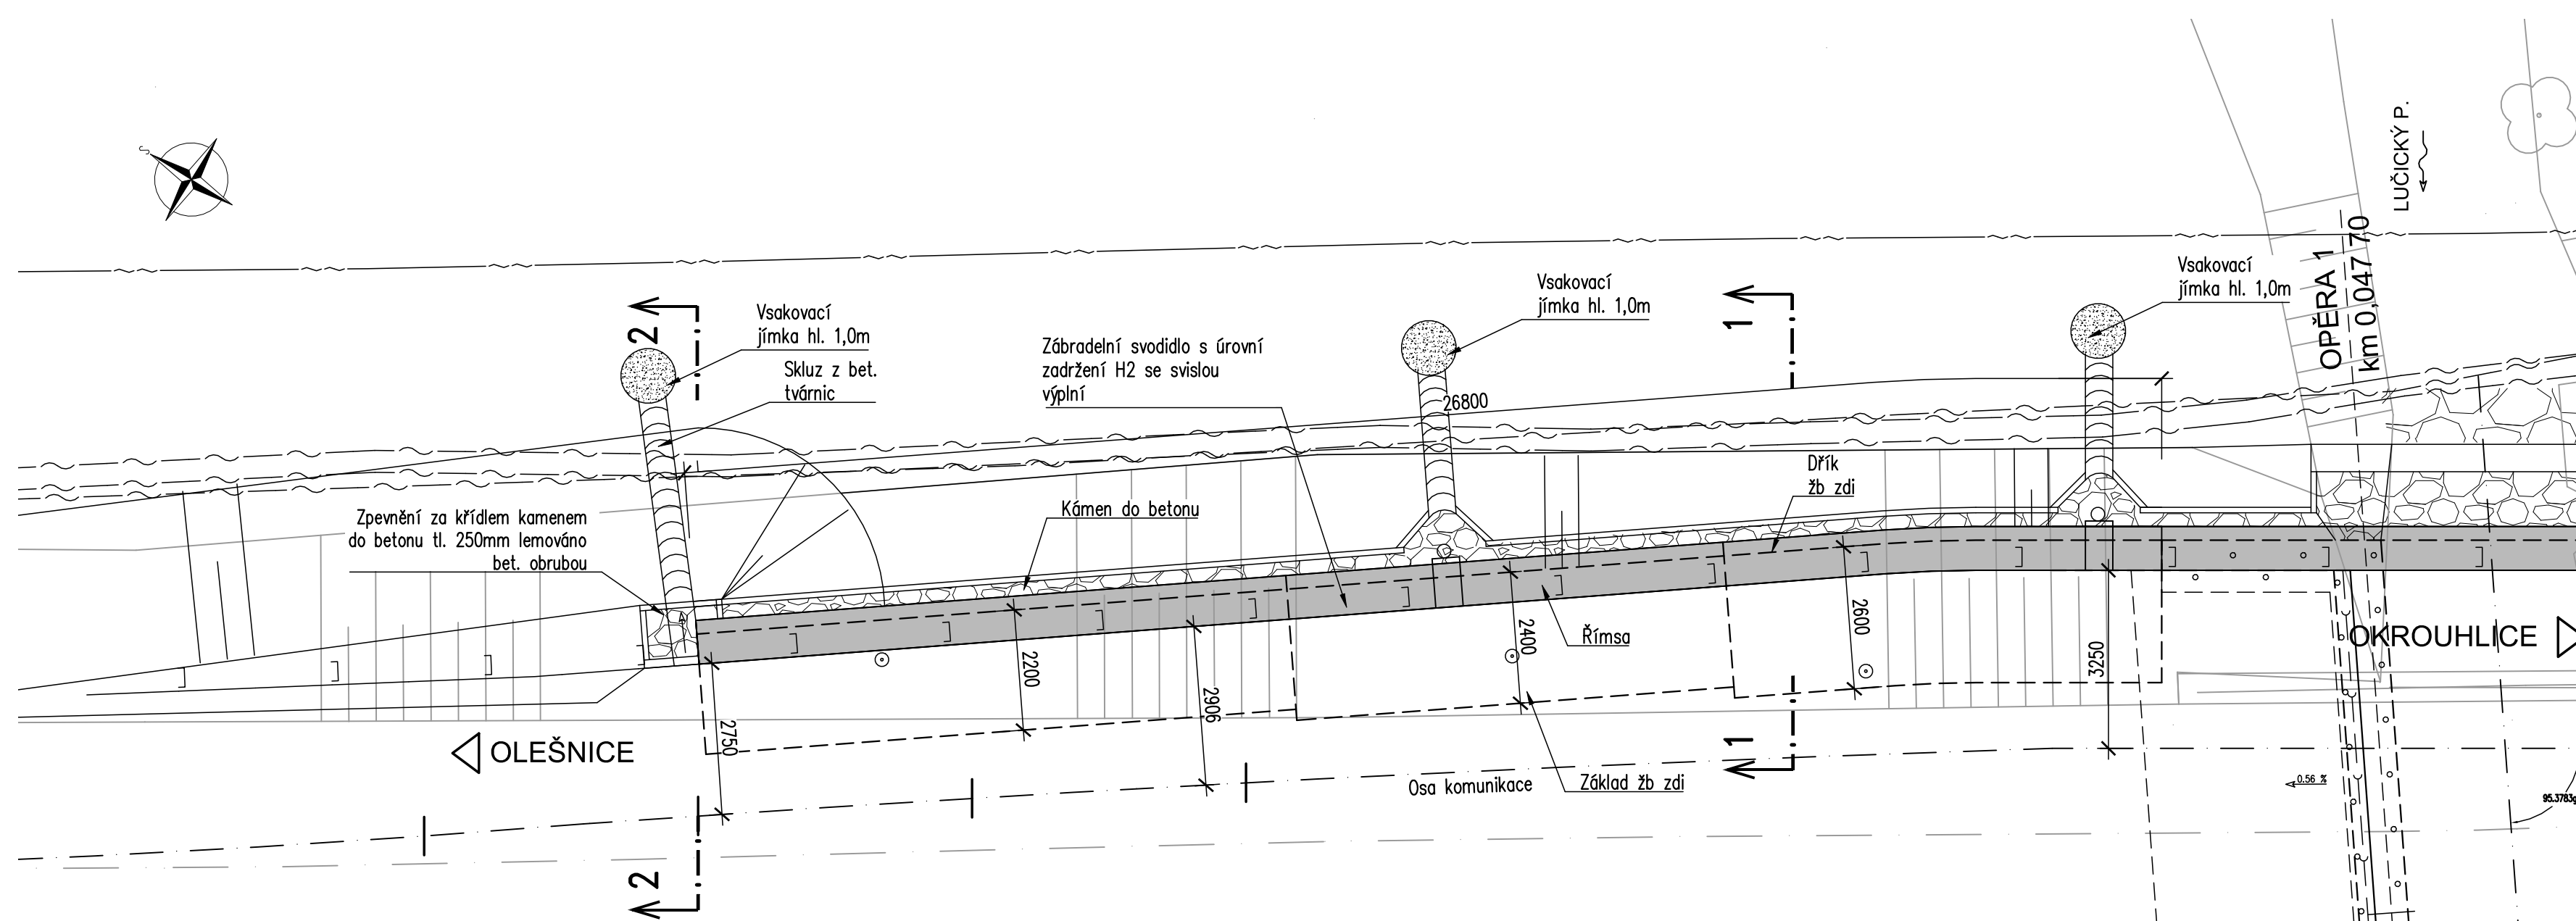 S
LUČICKÝ P.
OPĚRA 1
km 0,047 170
Vsakovací
jímka hl. 1,0m
Vsakovací
jímka hl. 1,0m
Vsakovací
jímka hl. 1,0m
2
1
Skluz z bet.
tvárnic
Zábradelní svodidlo s úrovní
zadržení H2 se svislou
výplní
26800
Dřík
žb zdi
Kámen do betonu
Zpevnění za křídlem kamenem
do betonu tl. 250mm lemováno
bet. obrubou
Římsa
2200
2906
2400
2600
3250
2750
OKROUHLICE
OLEŠNICE
1
Osa komunikace
Základ žb zdi
0.56 %
95.3783g
2
P